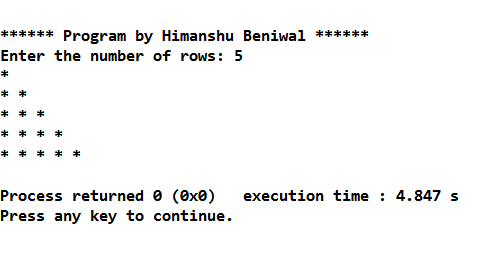 ****** Program by Himanshu Beniwal ******
Enter the number of rows: 5
*
* *
* * *
* * * *
* * * * *
Process returned 0 (0x0)   execution time : 4.847 s
Press any key to continue.